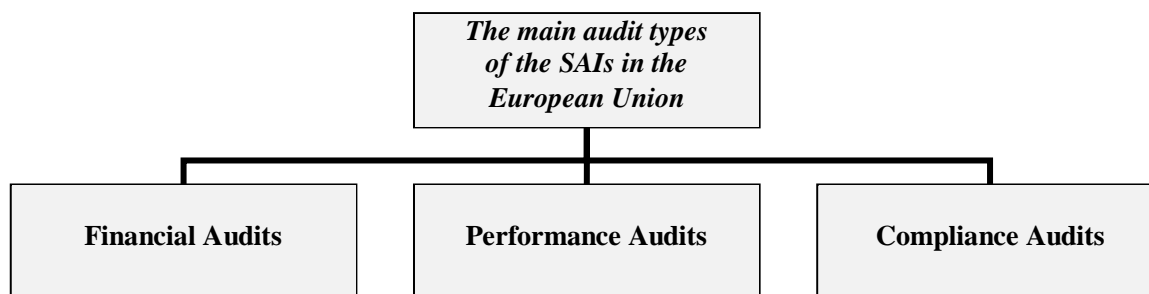 The main audit types
of the SAIs in the
European Union
Financial Audits
Performance Audits
Compliance Audits